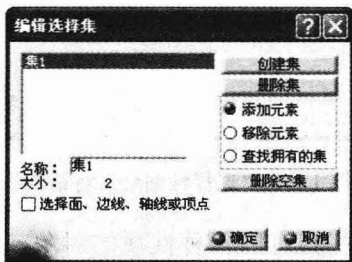 编辑选择集
集1
创建集
删除集
添加元素
移除元素
查找拥有的集
名称: 集1
大小: 2
删除空集
选择面、边线、轴线或顶点
确定
取消